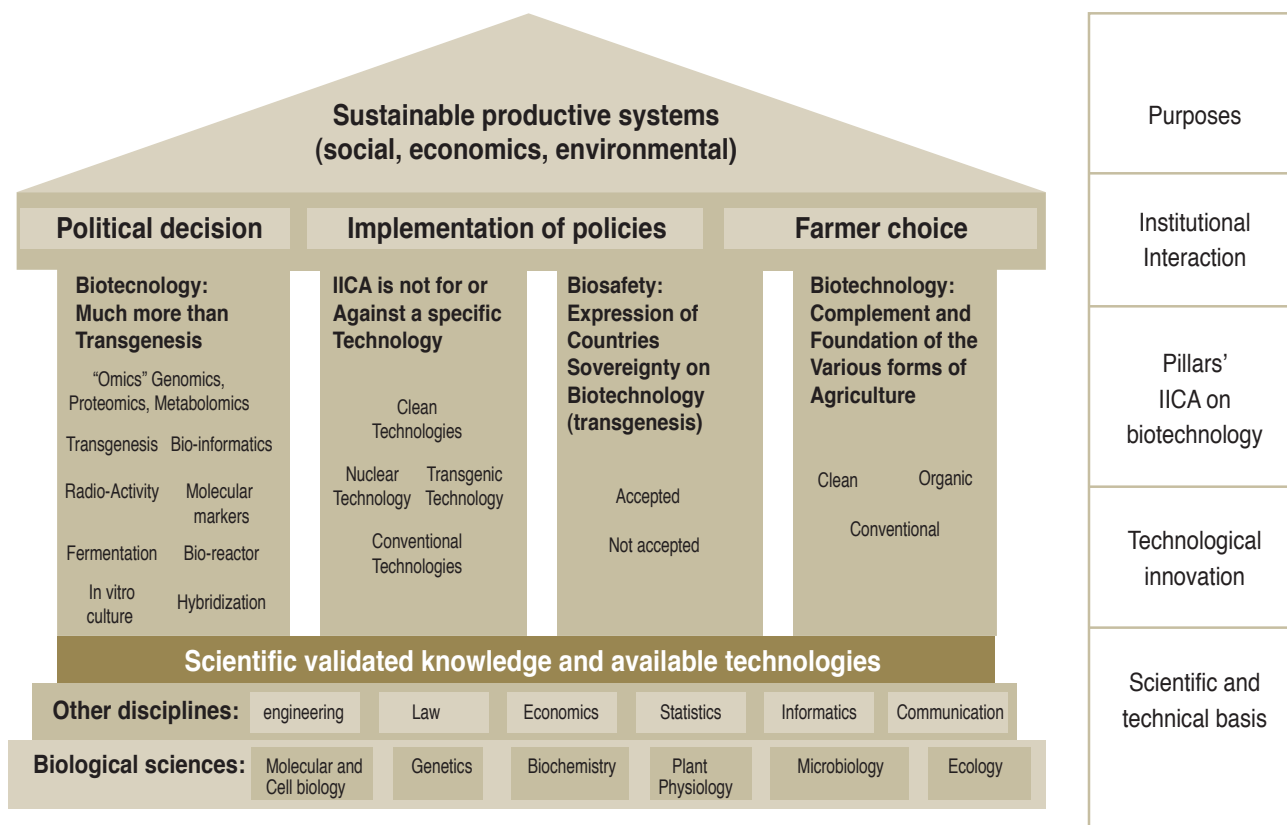 Sustainable productive systems
(social, economics, environmental)
Political decision
Implementation of policies
Farmer choice
Biotecnology:
Much more than
Transgenesis
“Omics” Genomics,
Proteomics, Metabolomics
Transgenesis Bio-informatics
Radio-Activity Molecular
markers
Fermentation Bio-reactor
In vitro
culture
Hybridization
IICA is not for or
Against a specific
Technology
Clean
Technologies
Nuclear
Technology
Transgenic
Technology
Conventional
Technologies
Biosafety:
Expression of
Countries
Sovereignty on
Biotechnology
(transgenesis)
Accepted
Not accepted
Biotechnology:
Complement and
Foundation of the
Various forms of
Agriculture
Clean Organic
Conventional
Scientific validated knowledge and available technologies
Other disciplines: engineering Law Economics Statistics Informatics Communication
Biological sciences: Molecular and
Cell biology
Genetics
Biochemistry
Plant
Physiology
Microbiology
Ecology
Purposes
Institutional
Interaction
Pillars’
IICA on
biotechnology
Technological
innovation
Scientific and
technical basis